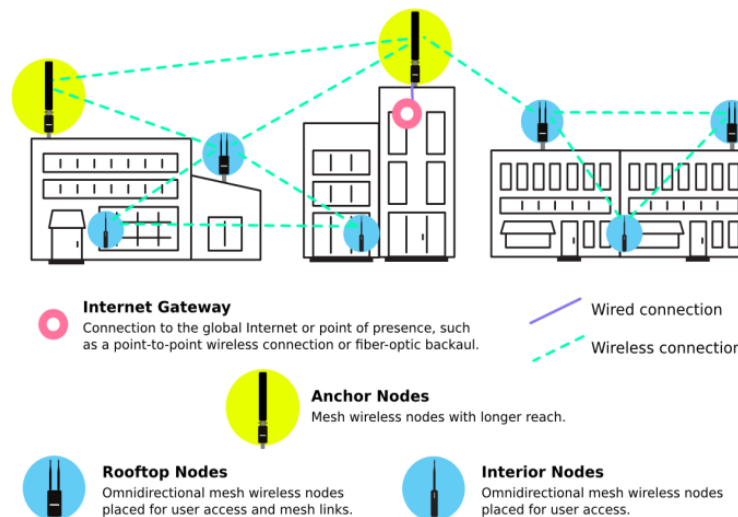 Internet Gateway
Connection to the global Internet or point of presence, such
as a point-to-point wireless connection or fiber-optic backaul.
Wired connection
Wireless connection
Anchor Nodes
Mesh wireless nodes with longer reach.
Rooftop Nodes
Omnidirectional mesh wireless nodes
placed for user access and mesh links.
Interior Nodes
Omnidirectional mesh wireless nodes
placed for user access.